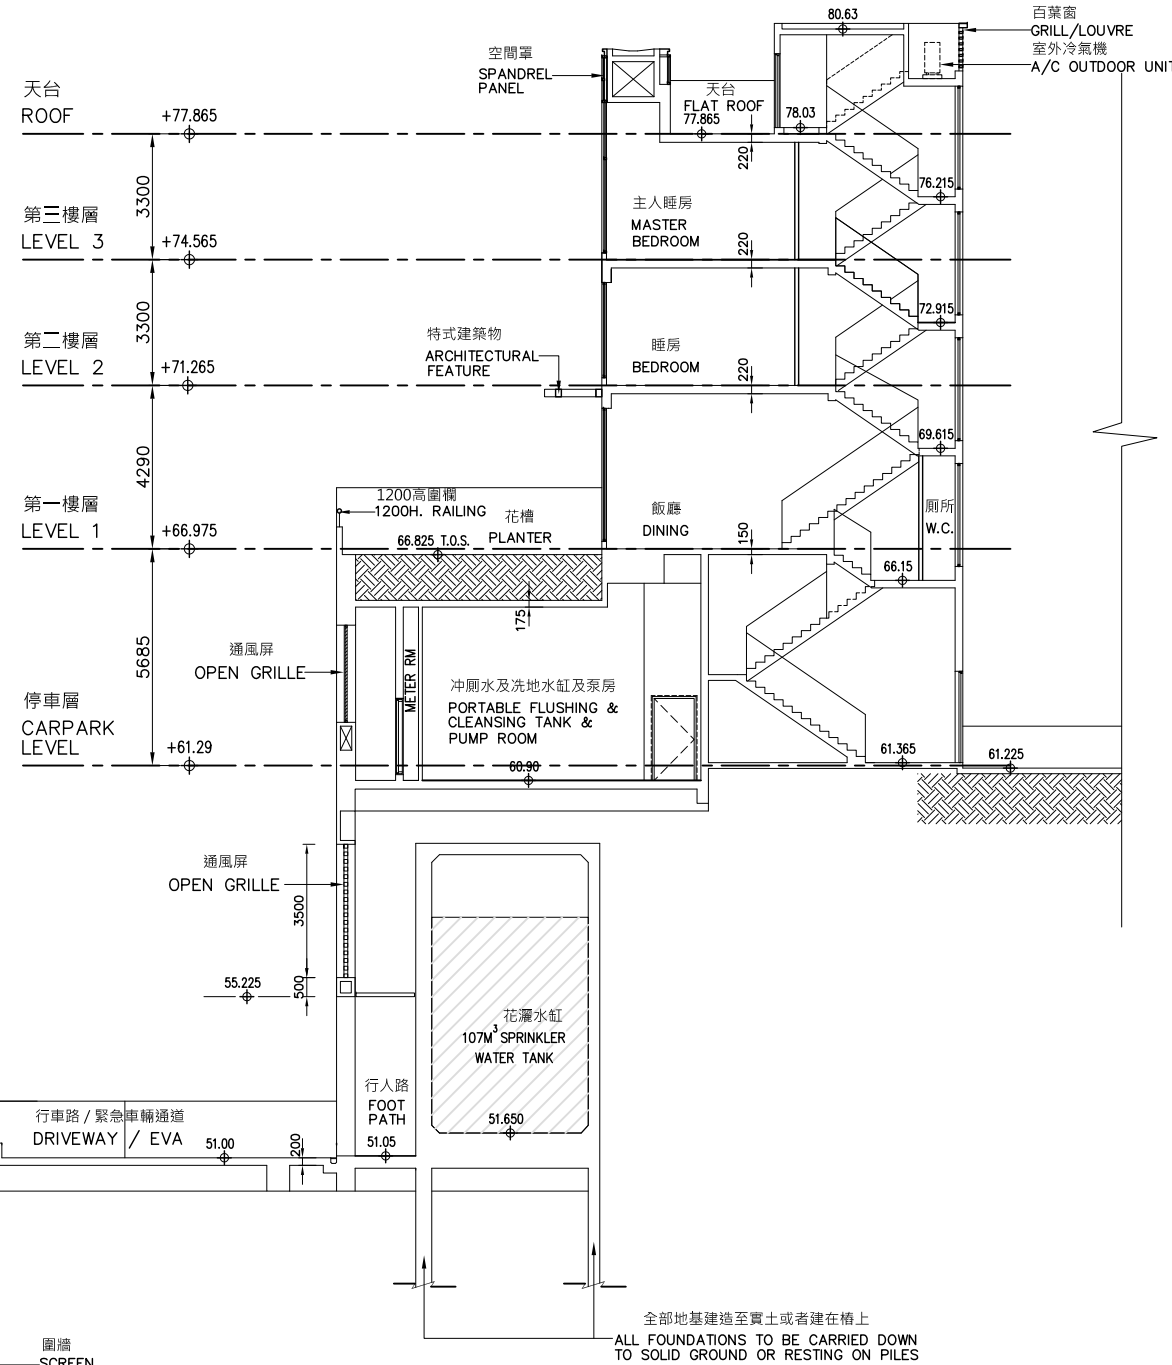 80.63
百葉窗
GRILL/LOUVRE
室外冷氣機
A/C OUTDOOR UNIT
空間罩
SPANDREL
PANEL
天台
FLAT ROOF
77.865
78.03
天台
ROOF
+77.865
220
3300
主人睡房
MASTER
BEDROOM
76.215
第三樓層
LEVEL 3
+74.565
220
3300
特式建築物
ARCHITECTURAL
FEATURE
睡房
BEDROOM
72.915
第二樓層
LEVEL 2
+71.265
220
4290
69.615
1200高圍欄
1200H. RAILING
花槽
PLANTER
飯廳
DINING
廁所
W.C.
第一樓層
LEVEL 1
+66.975
66.825 T.O.S.
150
66.15
175
5685
通風屏
OPEN GRILLE
METER RM
冲厠水及洗地水缸及泵房
PORTABLE FLUSHING &
CLEANSING TANK &
PUMP ROOM
停車層
CARPARK
LEVEL
+61.29
60.90
61.365
61.225
通風屏
OPEN GRILLE
3500
500
55.225
花灑水缸
107M3 SPRINKLER
WATER TANK
51.650
行人路
FOOT
PATH
51.05
行車路 / 緊急車輛通道
DRIVEWAY / EVA
51.00
200
全部地基建造至實土或者建在樁上
ALL FOUNDATIONS TO BE CARRIED DOWN
TO SOLID GROUND OR RESTING ON PILES
圍牆
SCREEN